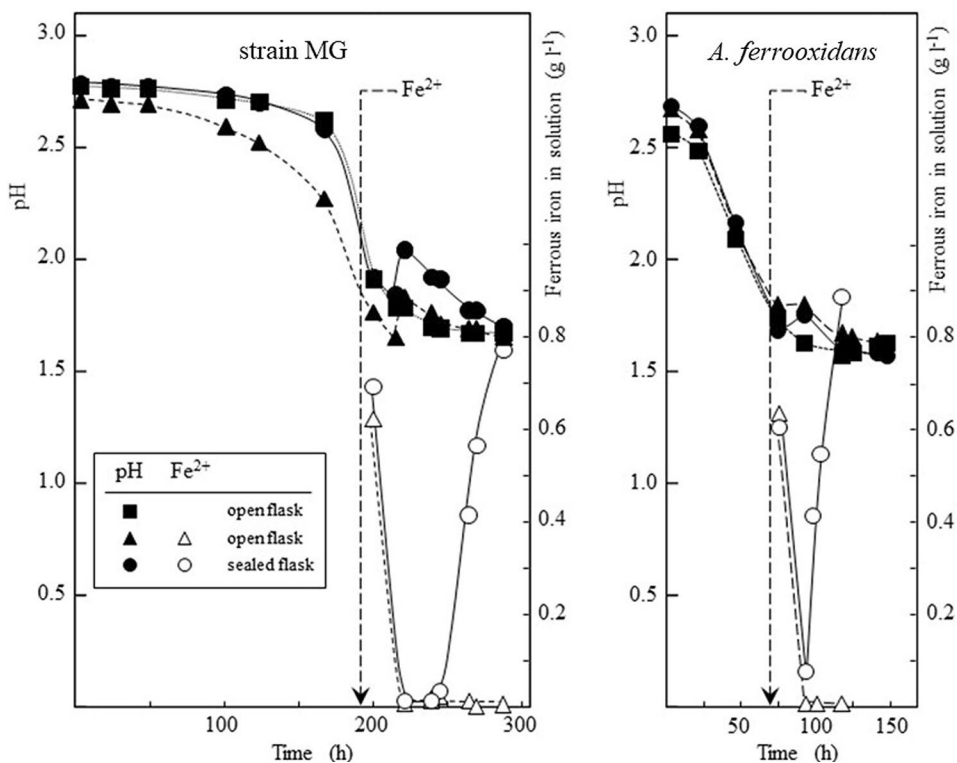 strain MG
Fe²⁺
pH
3.0
2.5
2.0
1.5
1.0
0.5
Ferrous iron in solution (g l⁻¹)
0.8
0.6
0.4
0.2
pH Fe²⁺
open flask
open flask
sealed flask
100 200 300
Time (h)
A. ferrooxidans
Fe²⁺
pH
3.0
2.5
2.0
1.5
1.0
0.5
Ferrous iron in solution (g l⁻¹)
0.8
0.6
0.4
0.2
50 100 150
Time (h)